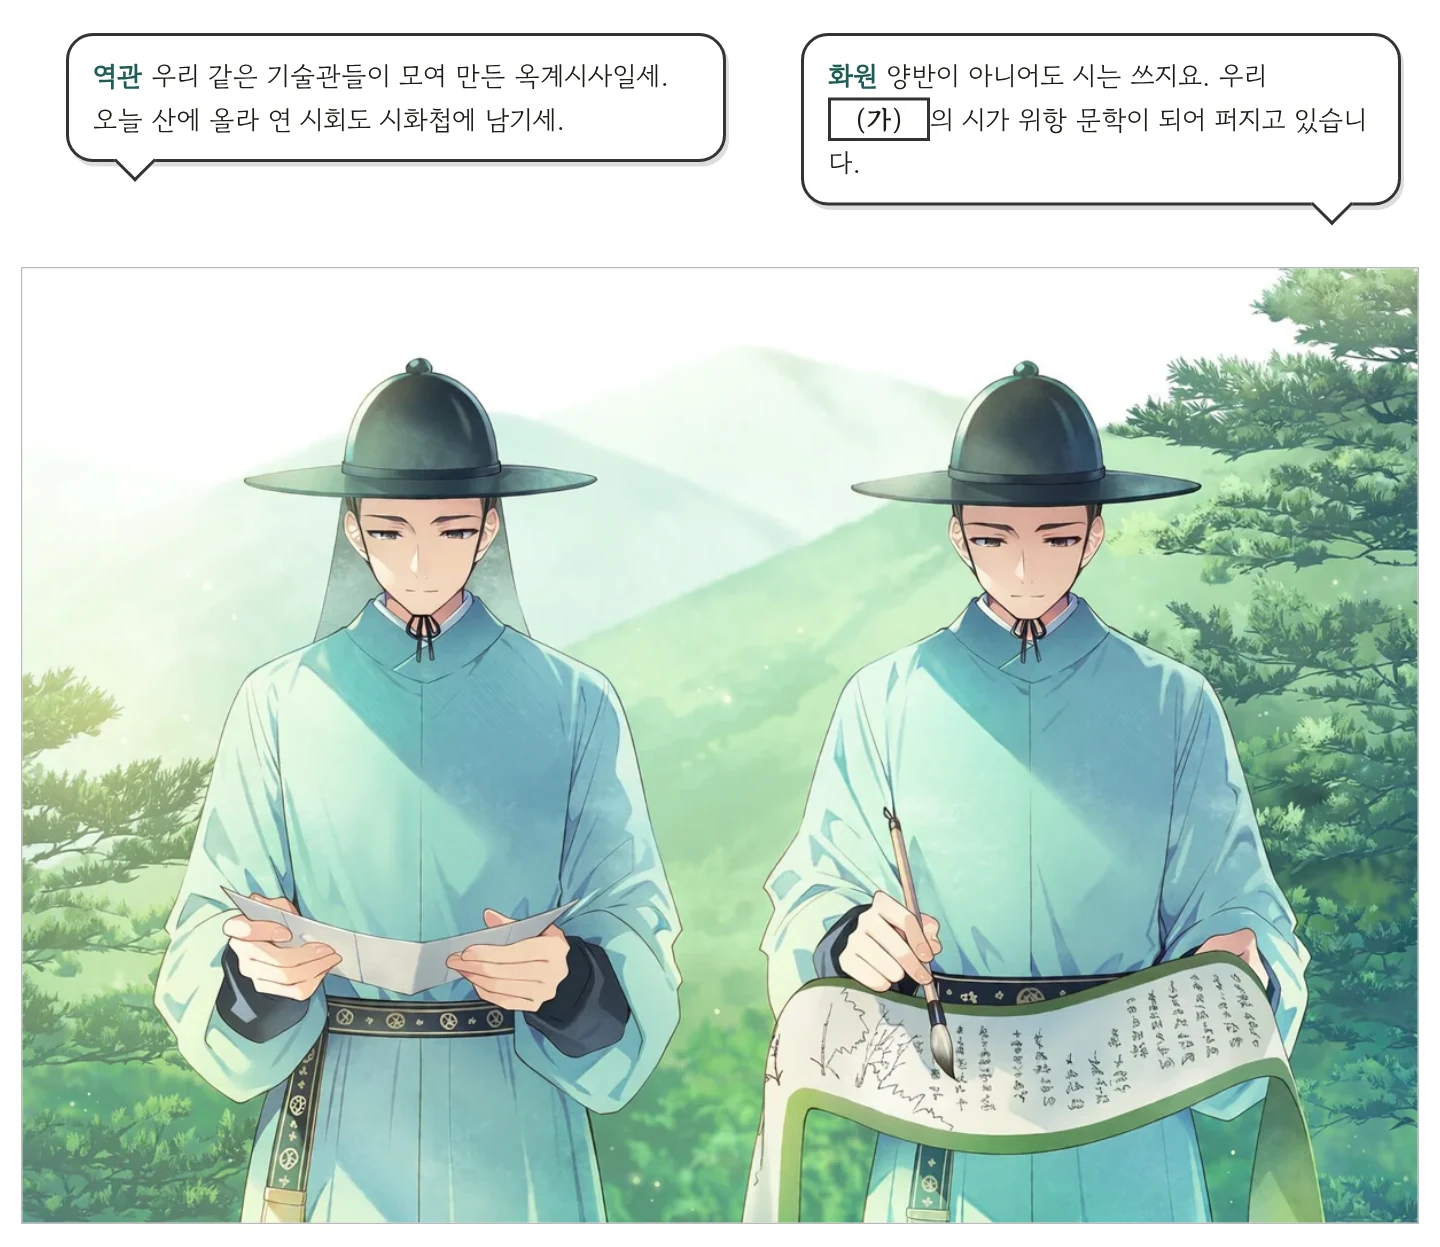 역관 우리 같은 기술관들이 모여 만든 옥계시사일세.
오늘 산에 올라 연 시회도 시화첩에 남기세.
화원 양반이 아니어도 시는 쓰지요. 우리
(가)의 시가 위항 문학이 되어 퍼지고 있습니
다.